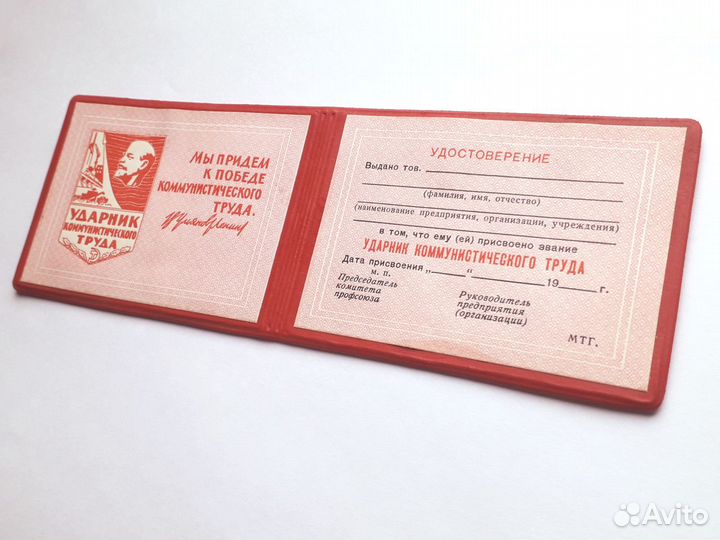 УДАРНИК
КОММУНИСТИЧЕСКОГО
ТРУДА
Мы придем
к победе
коммунистического
труда.
В Ульянов (Ленин)
УДОСТОВЕРЕНИЕ
Выдано тов.
(фамилия, имя, отчество)
(наименование предприятия, организации, учреждения)
в том, что ему (ей) присвоено звание
УДАРНИК КОММУНИСТИЧЕСКОГО ТРУДА
Дата присвоения „ “ 19 г.
м. п.
Председатель
комитета
профсоюза
Руководитель
предприятия
(организации)
МТГ.
Avito